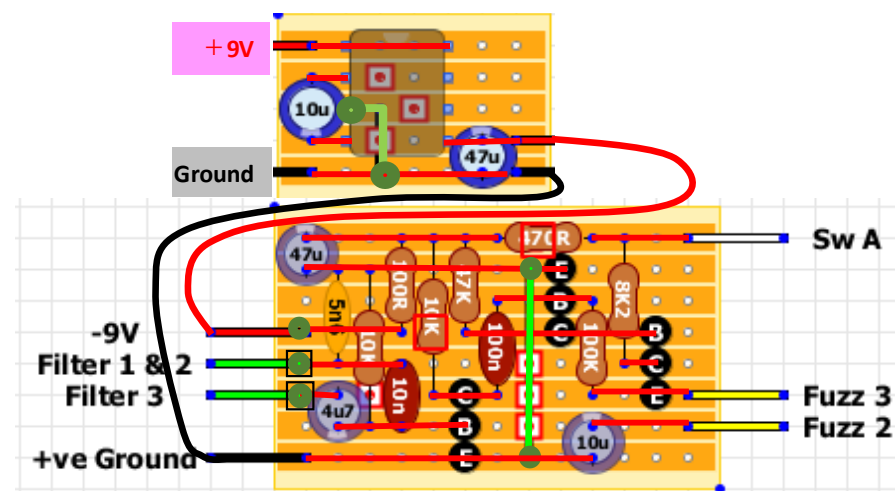 +9V
10u
Ground
47u
470R
Sw A
47u
100R
47K
8K2
10K
-9V
10K
100n
100K
Filter 1 & 2
Filter 3
10n
4u7
Fuzz 3
Fuzz 2
10u
+ve Ground